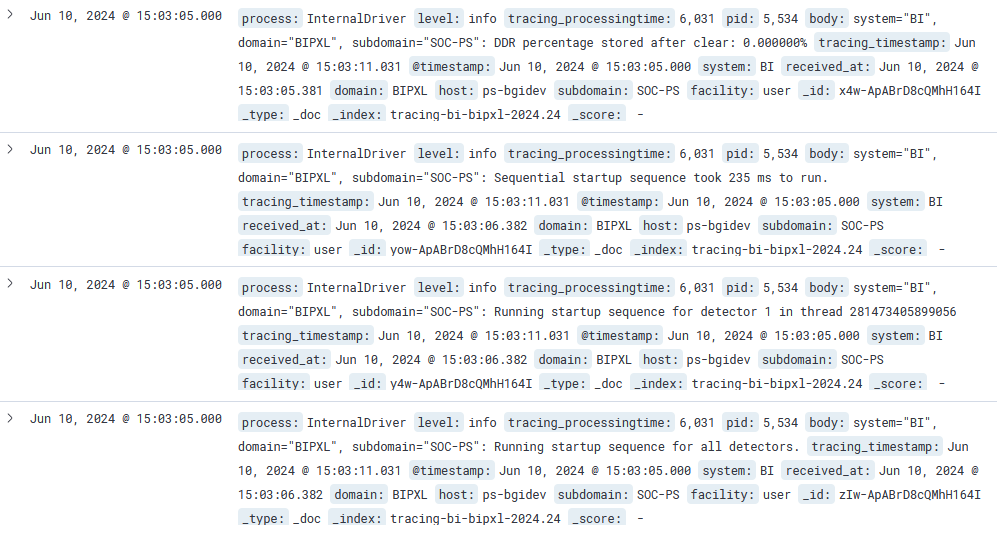 Jun 10, 2024 @ 15:03:05.000 process: InternalDriver level: info tracing_processingtime: 6,031 pid: 5,534 body: system="BI",
domain="BIPXL", subdomain="SOC-PS": DDR percentage stored after clear: 0.000000% tracing_timestamp: Jun
10, 2024 @ 15:03:11.031 @timestamp: Jun 10, 2024 @ 15:03:05.000 system: BI received_at: Jun 10, 2024 @
15:03:05.381 domain: BIPXL host: ps-bgidev subdomain: SOC-PS facility: user _id: x4w-ApABrD8cQMhH164I
_type: _doc _index: tracing-bi-bipxl-2024.24 _score: -
Jun 10, 2024 @ 15:03:05.000 process: InternalDriver level: info tracing_processingtime: 6,031 pid: 5,534 body: system="BI",
domain="BIPXL", subdomain="SOC-PS": Sequential startup sequence took 235 ms to run.
tracing_timestamp: Jun 10, 2024 @ 15:03:11.031 @timestamp: Jun 10, 2024 @ 15:03:05.000 system: BI
received_at: Jun 10, 2024 @ 15:03:06.382 domain: BIPXL host: ps-bgidev subdomain: SOC-PS
facility: user _id: yow-ApABrD8cQMhH164I _type: _doc _index: tracing-bi-bipxl-2024.24 _score: -
Jun 10, 2024 @ 15:03:05.000 process: InternalDriver level: info tracing_processingtime: 6,031 pid: 5,534 body: system="BI",
domain="BIPXL", subdomain="SOC-PS": Running startup sequence for detector 1 in thread 281473405899056
tracing_timestamp: Jun 10, 2024 @ 15:03:11.031 @timestamp: Jun 10, 2024 @ 15:03:05.000 system: BI
received_at: Jun 10, 2024 @ 15:03:06.382 domain: BIPXL host: ps-bgidev subdomain: SOC-PS
facility: user _id: y4w-ApABrD8cQMhH164I _type: _doc _index: tracing-bi-bipxl-2024.24 _score: -
Jun 10, 2024 @ 15:03:05.000 process: InternalDriver level: info tracing_processingtime: 6,031 pid: 5,534 body: system="BI",
domain="BIPXL", subdomain="SOC-PS": Running startup sequence for all detectors. tracing_timestamp: Jun
10, 2024 @ 15:03:11.031 @timestamp: Jun 10, 2024 @ 15:03:05.000 system: BI received_at: Jun 10, 2024 @
15:03:06.382 domain: BIPXL host: ps-bgidev subdomain: SOC-PS facility: user _id: zIw-ApABrD8cQMhH164I
_type: _doc _index: tracing-bi-bipxl-2024.24 _score: -